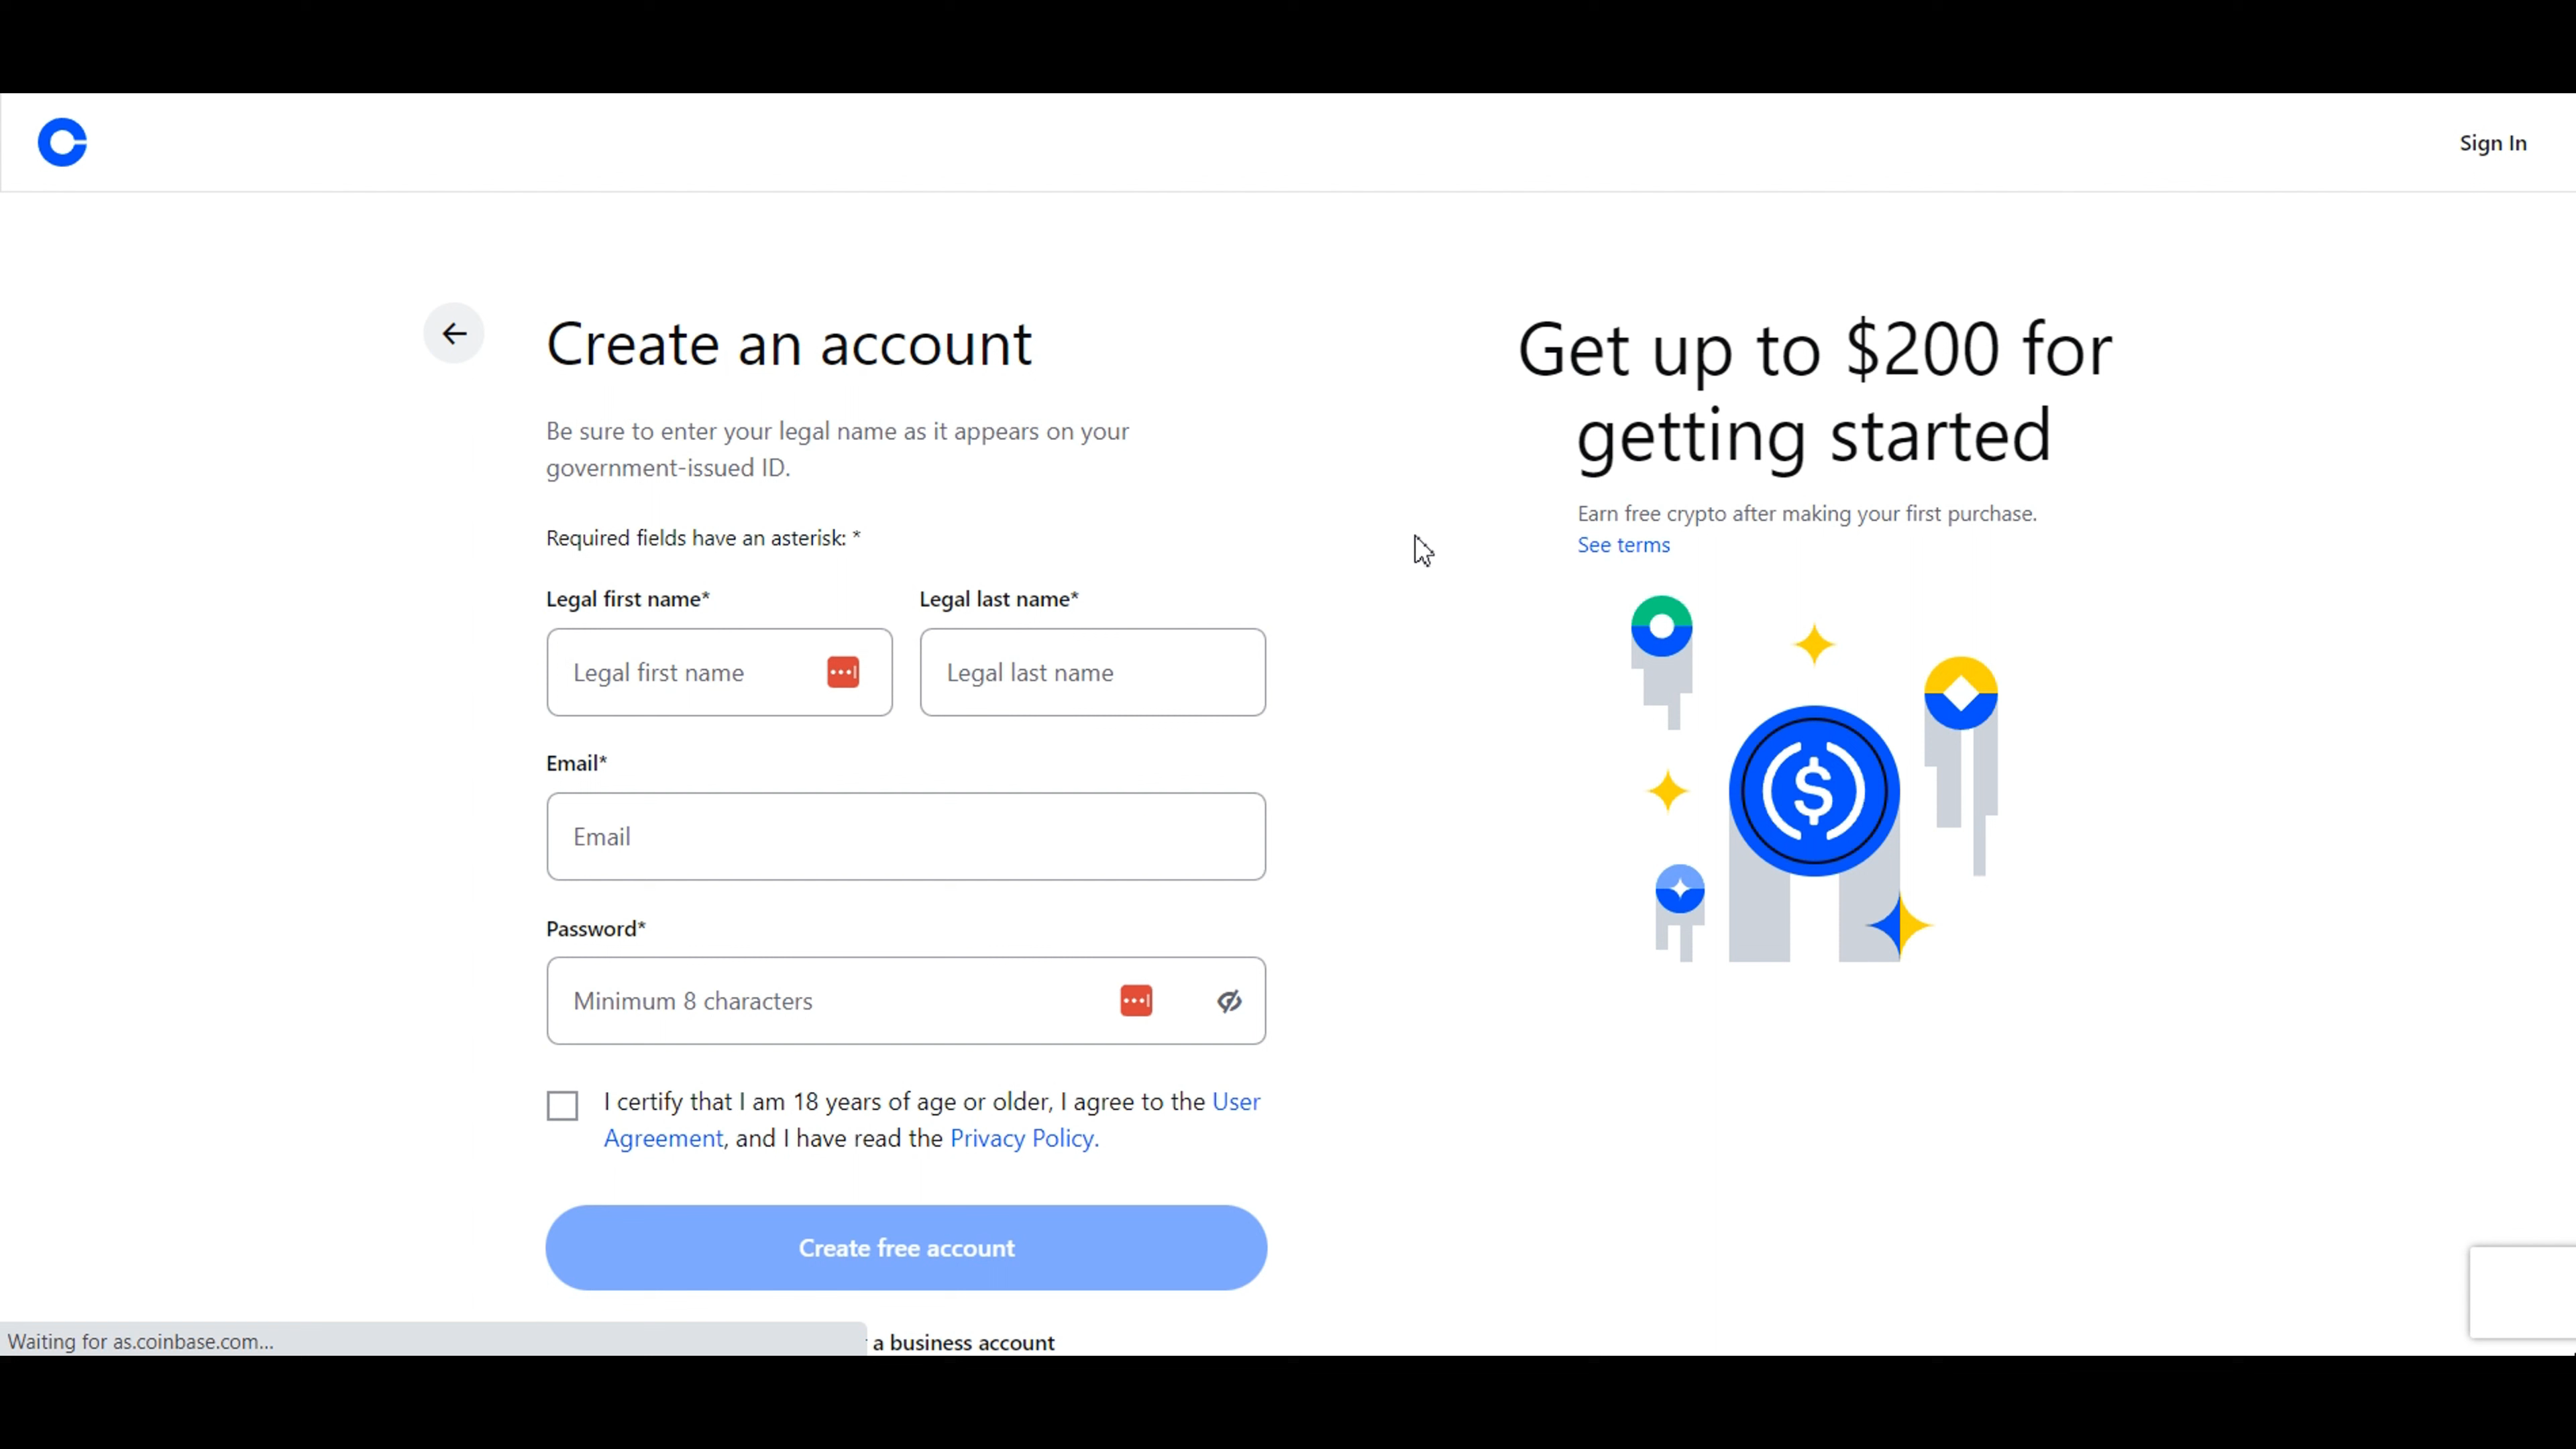 Sign In
Create an account
Be sure to enter your legal name as it appears on your
government-issued ID.
Required fields have an asterisk: *
Legal first name*
Legal last name*
Legal first name
Legal last name
Email*
Email
Password*
Minimum 8 characters
I certify that I am 18 years of age or older, I agree to the User
Agreement, and I have read the Privacy Policy.
Create free account
a business account
Waiting for as.coinbase.com...
Get up to $200 for
getting started
Earn free crypto after making your first purchase.
See terms
$